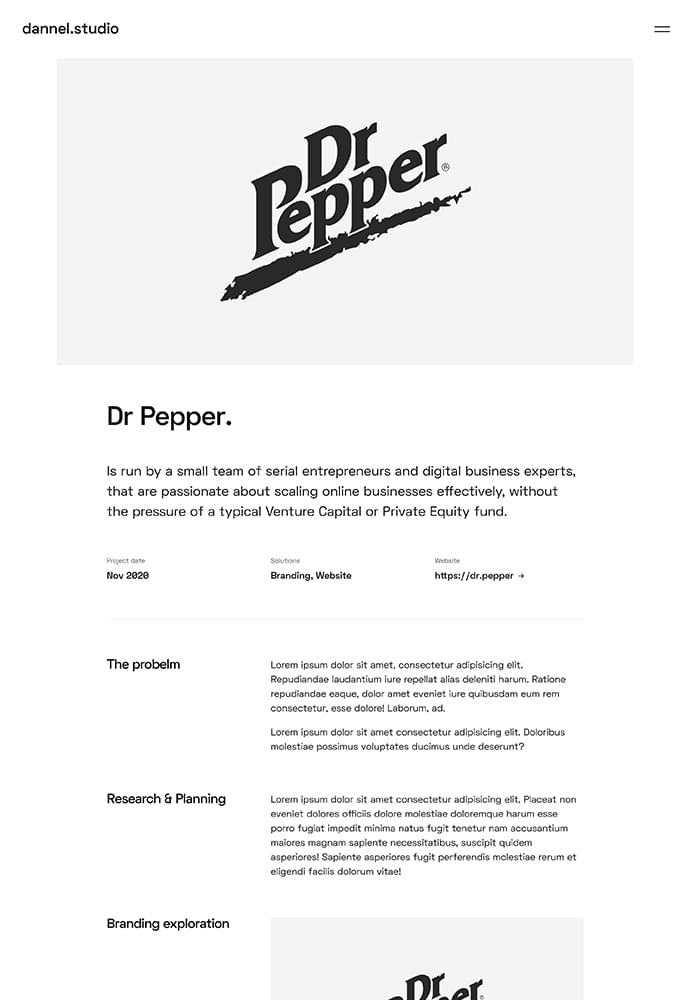 dannel.studio
Dr
Pepper®
Dr Pepper.
Is run by a small team of serial entrepreneurs and digital business experts,
that are passionate about scaling online businesses effectively, without
the pressure of a typical Venture Capital or Private Equity fund.
Project date
Solutions
Website
Nov 2020
Branding, Website
https://dr.pepper →
The probelm
Lorem ipsum dolor sit amet, consectetur adipisicing elit.
Repudiandae laudantium iure repellat alias deleniti harum. Ratione
repudiandae eaque, dolor amet eveniet iure quibusdam eum rem
consectetur, esse dolore! Laborum, ad.
Lorem ipsum dolor sit amet consectetur adipisicing elit. Doloribus
molestiae possimus voluptates ducimus unde deserunt?
Research & Planning
Lorem ipsum dolor sit amet consectetur adipisicing elit. Placeat non
eveniet dolores officiis dolore molestiae doloremque harum esse
porro fugiat impedit minima natus fugit tenetur nam accusantium
maiores magnam sapiente necessitatibus, suscipit quidem
asperiores! Sapiente asperiores fugit perferendis molestiae rerum et
eligendi facilis dolorum vitae!
Branding exploration
Dr